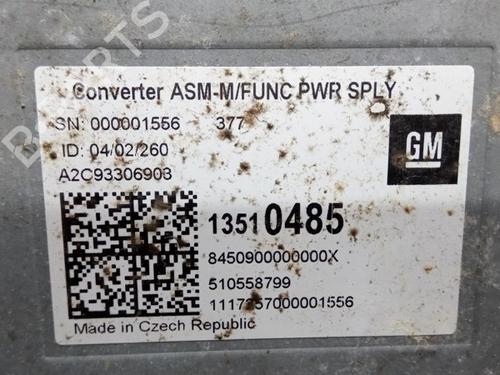 Converter ASM-M/FUNC PWR SPLY
SN: 000001556 377
ID: 04/02/260
A2C93306903
GM
13510485
8450900000000X
510558799
1117357000001556
Made in Czech Republic